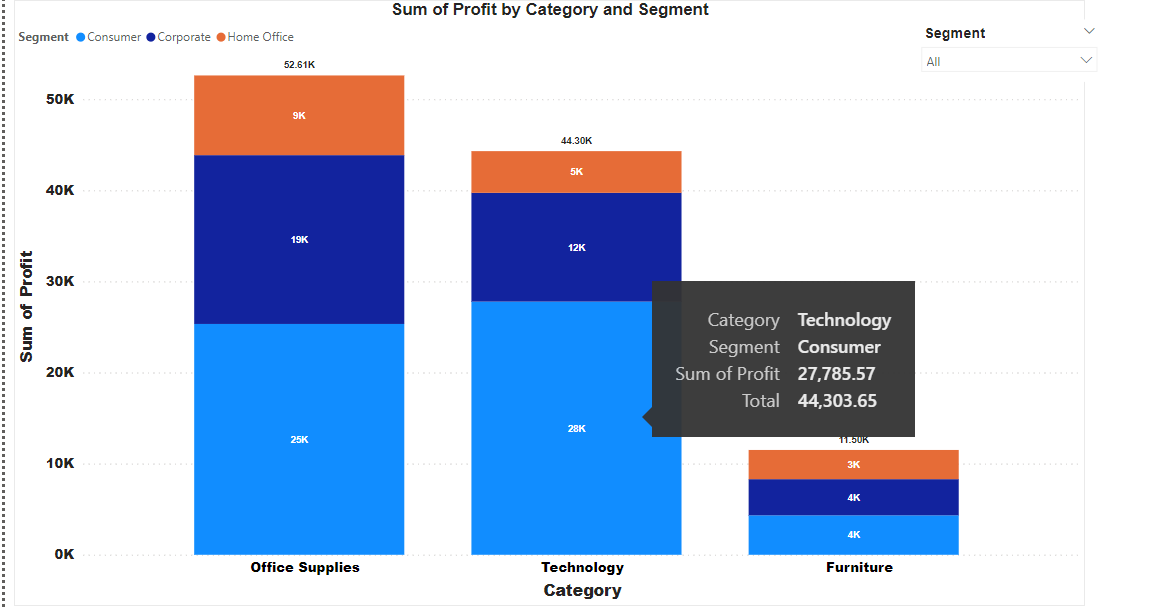 Sum of Profit by Category and Segment
Segment Consumer Corporate Home Office
Segment
All
52.61K
50K
9K
44.30K
5K
40K
19K
12K
30K
Sum of Profit
Category Technology
Segment Consumer
Sum of Profit 27,785.57
Total 44,303.65
20K
25K
28K
11.50K
10K
3K
4K
4K
0K
Office Supplies Technology Furniture
Category